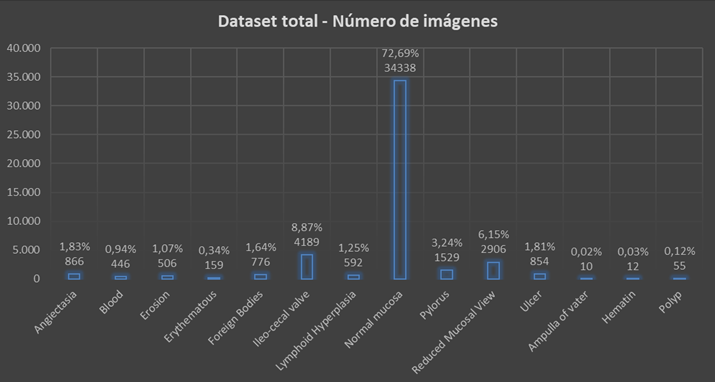 Dataset total - Número de imágenes
40.000
35.000
30.000
25.000
20.000
15.000
10.000
5.000
0
1,83%
866
0,94%
446
1,07%
506
0,34%
159
1,64%
776
8,87%
4189
1,25%
592
72,69%
34338
3,24%
1529
6,15%
2906
1,81%
854
0,02%
10
0,03%
12
0,12%
55
Angiectasia
Blood
Erosion
Erythematous
Foreign Bodies
Ileo-cecal valve
Lymphoid Hyperplasia
Normal mucosa
Pylorus
Reduced Mucosal View
Ulcer
Ampulla of vater
Hematin
Polyp